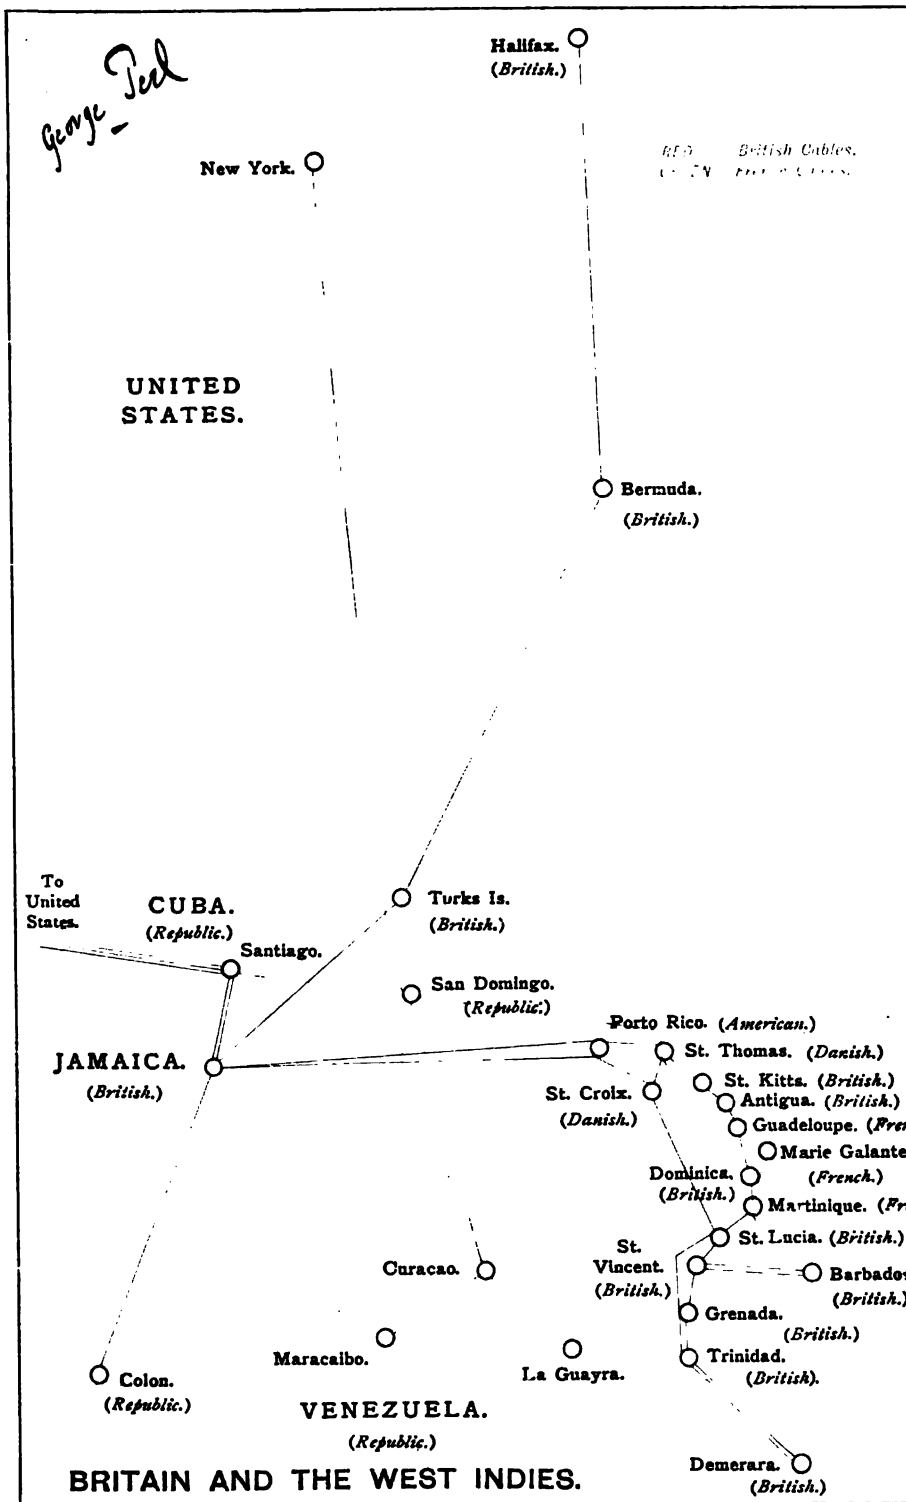 Halifax.
(British.)
George
New York.
British Cables.
UNITED
STATES.
Bermuda.
(British.)
To
United
States.
CUBA.
(Republic.)
Santiago.
Turks Is.
(British.)
San Domingo.
(Republic.)
Porto Rico. (American.)
JAMAICA.
(British.)
St. Thomas. (Danish.)
St. Croix.
(Danish.)
St. Kitts. (British.)
Antigua. (British.)
Guadeloupe. (Fren
Marie Galante
(French.)
Dominica.
(British.)
Martinique. (Fr
St. Lucia. (British.)
St.
Vincent.
(British.)
Barbados
(British.)
Curacao.
Grenada.
(British.)
Maracaibo.
La Guayra.
Trinidad.
(British).
Colon.
(Republic.)
VENEZUELA.
(Republic.)
Demerara.
(British.)
BRITAIN AND THE WEST INDIES.